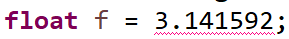 float f = 3.141592;